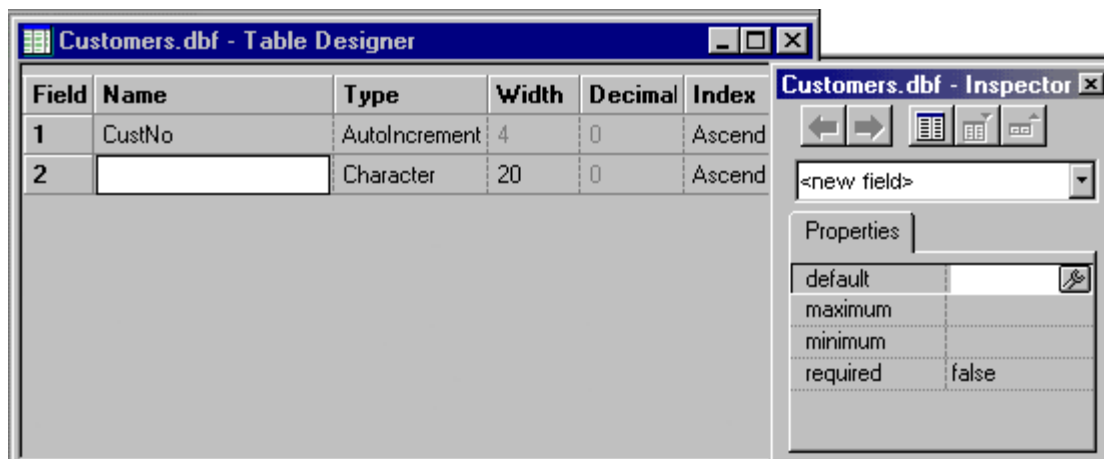 Customers.dbf - Table Designer
Field Name Type Width Decimal Index
1 CustNo AutoIncrement 4 0 Ascend
2 Character 20 0 Ascend
Customers.dbf - Inspector
<new field>
Properties
default
maximum
minimum
required false